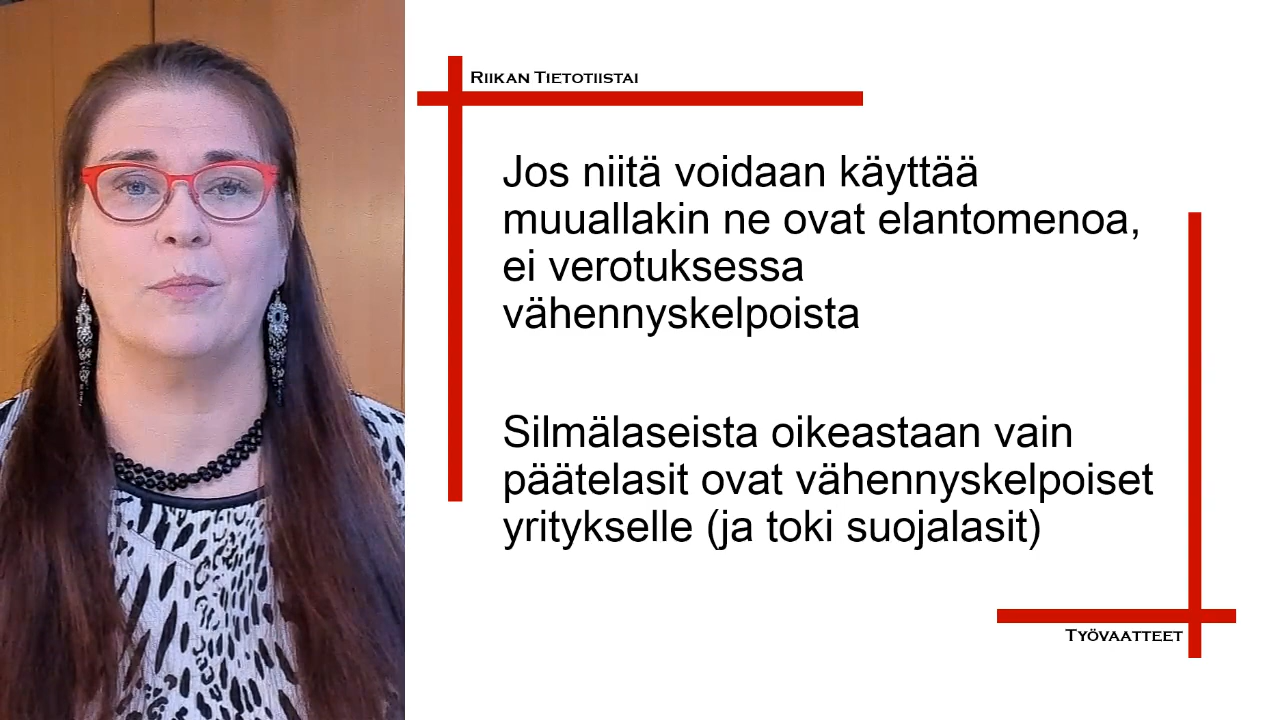 Riikan Tietotiistai
Jos niitä voidaan käyttää
muuallakin ne ovat elantomenoa,
ei verotuksessa
vähennyskelpoista
Silmälaseista oikeastaan vain
päätelasit ovat vähennyskelpoiset
yritykselle (ja toki suojalasit)
Työvaatteet